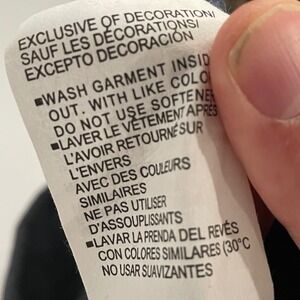 EXCLUSIVE OF DECORATION/
SAUF LES DÉCORATIONS/
EXCEPTO DECORACIÓN
▪WASH GARMENT INSID
OUT. WITH LIKE COLO
DO NOT USE SOFTENE
▪LAVER LE VÊTEMENT APRÈS
L'AVOIR RETOURNÉ SUR
L'ENVERS
AVEC DES COULEURS
SIMILAIRES
NE PAS UTILISER
D'ASSOUPLISSANTS
▪LAVAR LA PRENDA DEL REVÉS
CON COLORES SIMILARES (30°C
NO USAR SUAVIZANTES